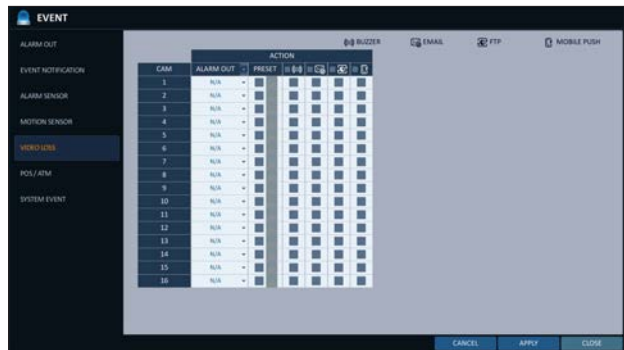 EVENT
ALARM OUT
EVENT NOTIFICATION
ALARM SENSOR
MOTION SENSOR
VIDEO LOSS
POS / ATM
SYSTEM EVENT
BUZZER EMAIL FTP MOBILE PUSH
ACTION
CAM ALARM OUT PRESET
1 N/A
2 N/A
3 N/A
4 N/A
5 N/A
6 N/A
7 N/A
8 N/A
9 N/A
10 N/A
11 N/A
12 N/A
13 N/A
14 N/A
15 N/A
16 N/A
CANCEL APPLY CLOSE